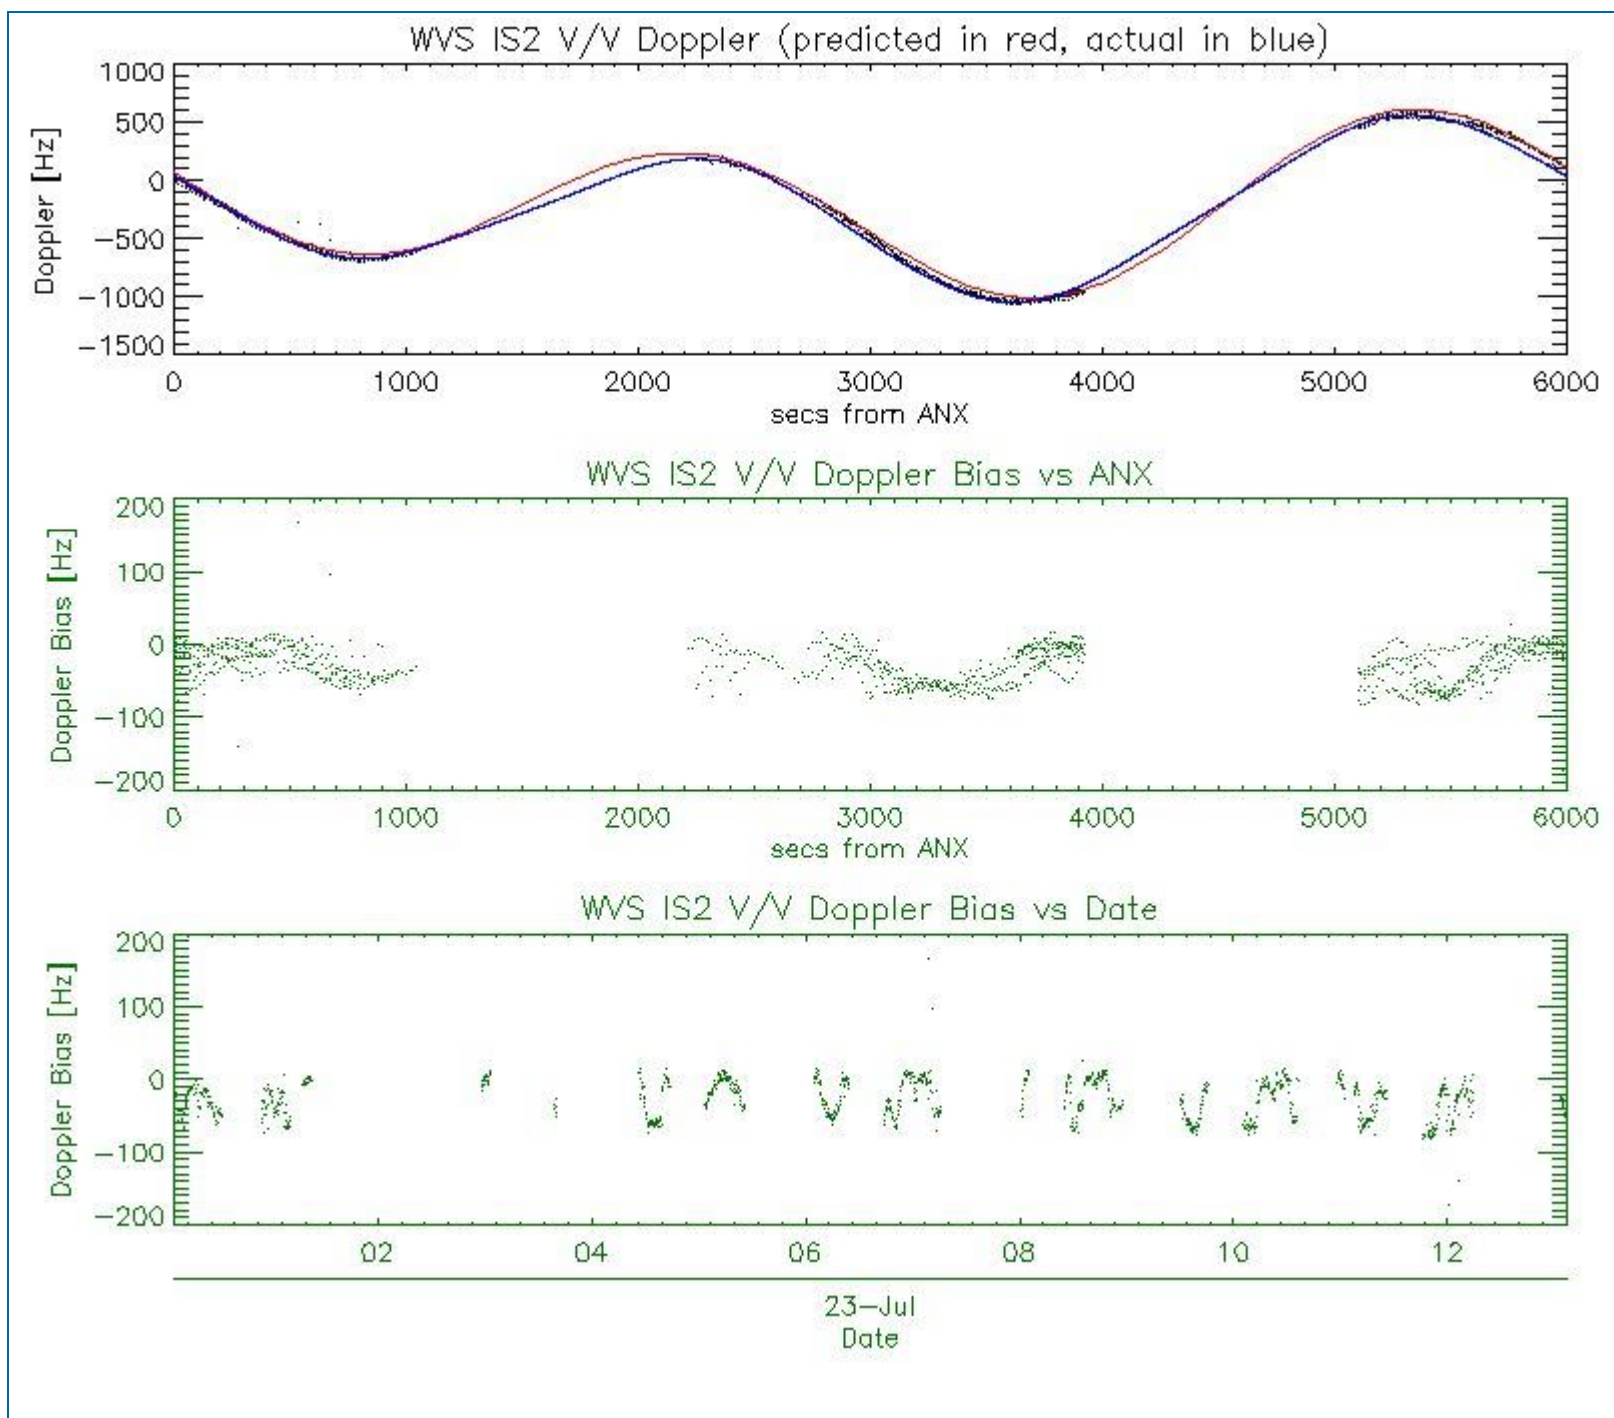 WVS IS2 V/V Doppler (predicted in red, actual in blue)
1000
500
0
-500
-1000
-1500
Doppler [Hz]
0 1000 2000 3000 4000 5000 6000
secs from ANX
WVS IS2 V/V Doppler Bias vs ANX
200
100
0
-100
-200
Doppler Bias [Hz]
0 1000 2000 3000 4000 5000 6000
secs from ANX
WVS IS2 V/V Doppler Bias vs Date
200
100
0
-100
-200
Doppler Bias [Hz]
02 04 06 08 10 12
23-Jul
Date